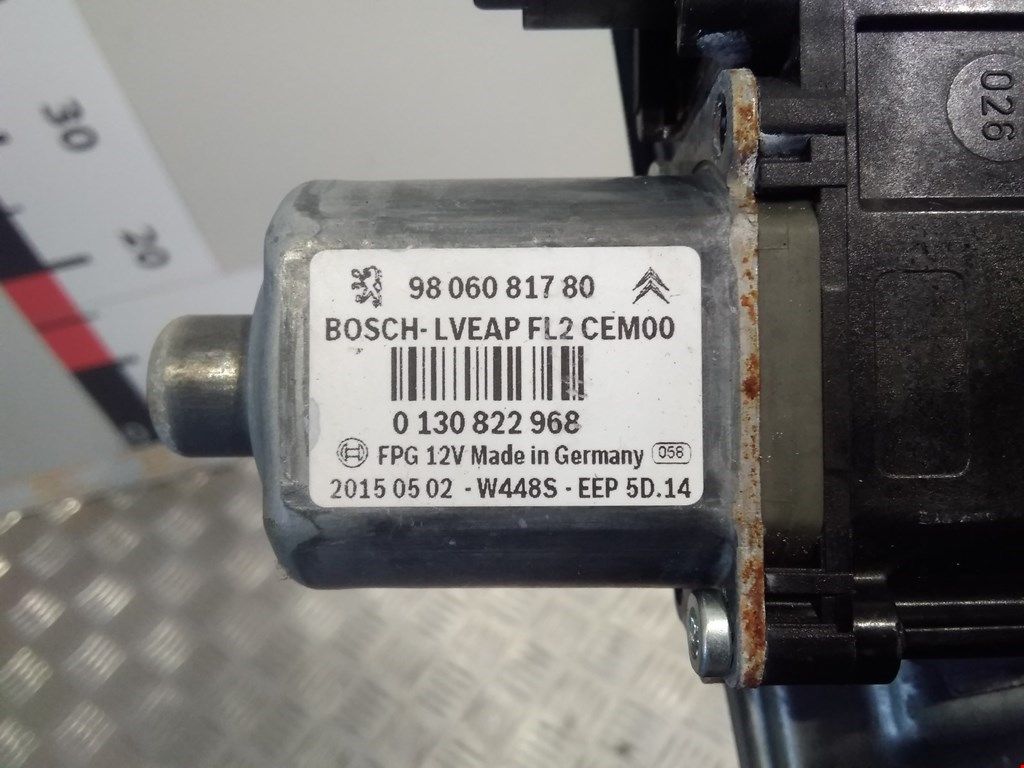 30
20
026
98 060 817 80
BOSCH- LVEAP FL2 CEM00
0 130 822 968
FPG 12V Made in Germany 058
2015 05 02 - W448S - EEP 5D.14